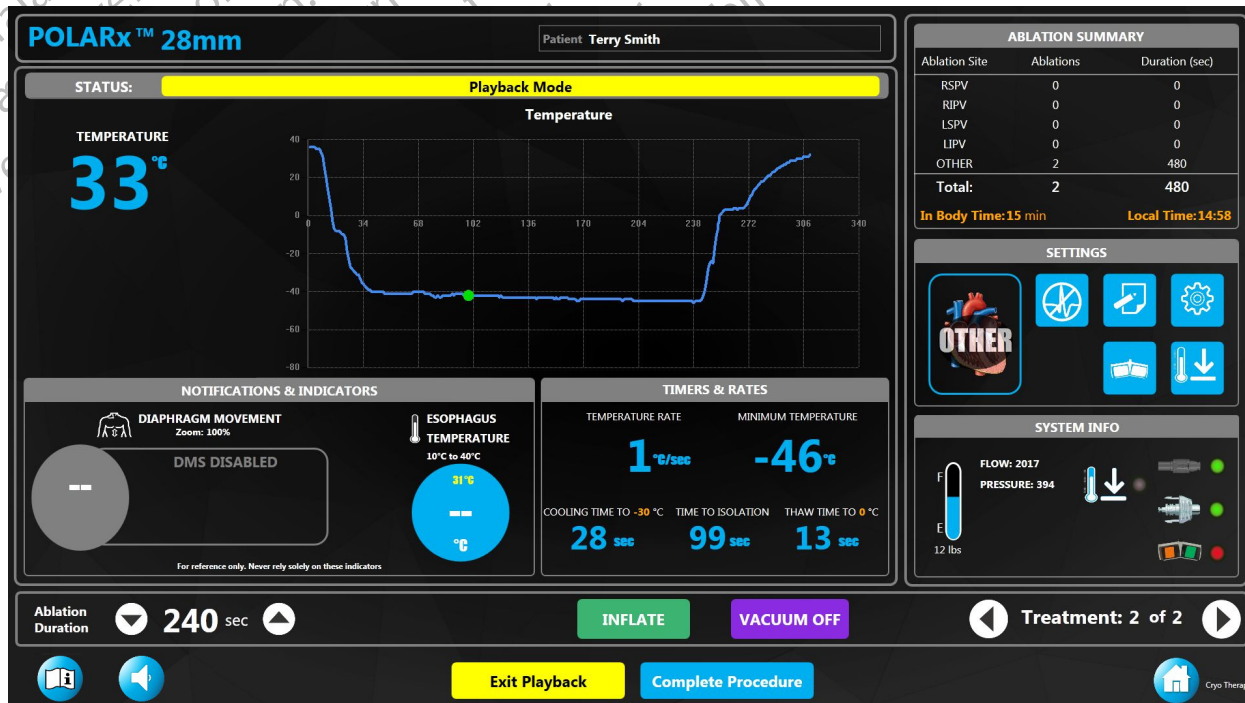 POLARx™ 28mm
Patient Terry Smith
STATUS:
Playback Mode
TEMPERATURE
33 °C
Temperature
40
20
0
-20
-40
-60
-80
0 34 68 102 136 170 204 238 272 306 340
NOTIFICATIONS & INDICATORS
DIAPHRAGM MOVEMENT
Zoom: 100%
DMS DISABLED
--
ESOPHAGUS
TEMPERATURE
10°C to 40°C
31°C
--
°C
For reference only. Never rely solely on these indicators
TIMERS & RATES
TEMPERATURE RATE MINIMUM TEMPERATURE
1 °C/sec -46 °C
COOLING TIME TO -30 °C TIME TO ISOLATION THAW TIME TO 0 °C
28 sec 99 sec 13 sec
ABLATION SUMMARY
Ablation Site Ablations Duration (sec)
RSPV 0 0
RIPV 0 0
LSPV 0 0
LIPV 0 0
OTHER 2 480
Total: 2 480
In Body Time:15 min Local Time:14:58
SETTINGS
OTHER
SYSTEM INFO
F
E
12 lbs
FLOW: 2017
PRESSURE: 394
Ablation
Duration
240 sec
INFLATE
VACUUM OFF
Treatment: 2 of 2
Exit Playback
Complete Procedure
Cryo Therap